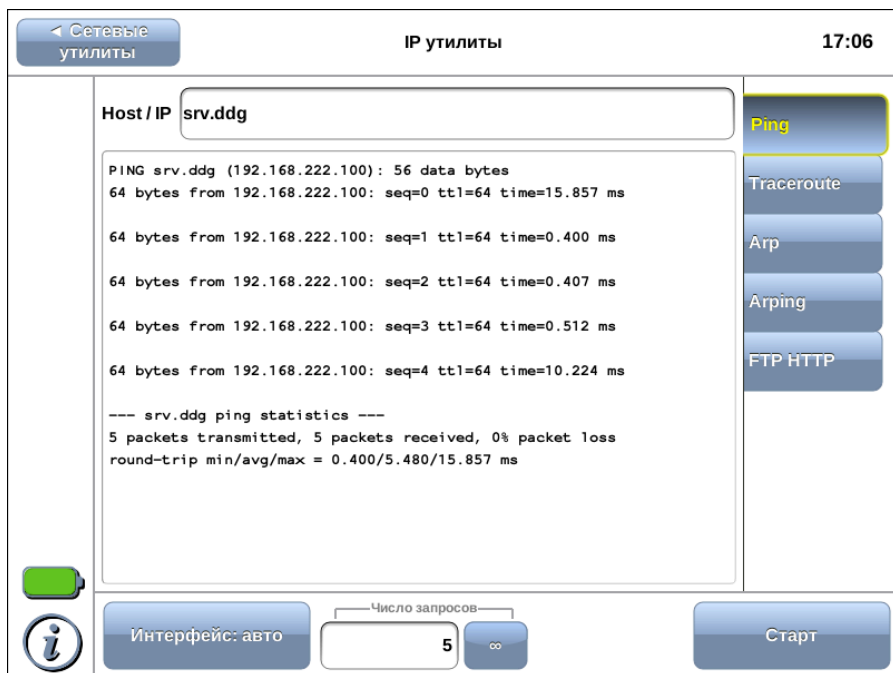 ◄ Сетевые
утилиты
IP утилиты
17:06
Host / IP srv.ddg
PING srv.ddg (192.168.222.100): 56 data bytes
64 bytes from 192.168.222.100: seq=0 ttl=64 time=15.857 ms
64 bytes from 192.168.222.100: seq=1 ttl=64 time=0.400 ms
64 bytes from 192.168.222.100: seq=2 ttl=64 time=0.407 ms
64 bytes from 192.168.222.100: seq=3 ttl=64 time=0.512 ms
64 bytes from 192.168.222.100: seq=4 ttl=64 time=10.224 ms
--- srv.ddg ping statistics ---
5 packets transmitted, 5 packets received, 0% packet loss
round-trip min/avg/max = 0.400/5.480/15.857 ms
Ping
Traceroute
Arp
Arping
FTP HTTP
i
Интерфейс: авто
Число запросов
5
∞
Старт